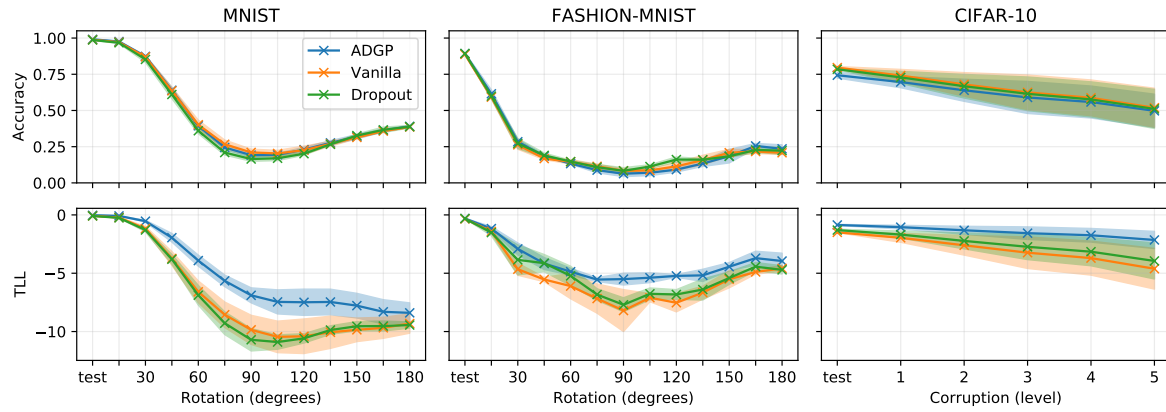 MNIST
FASHION-MNIST
CIFAR-10
Accuracy
1.00
0.75
0.50
0.25
0.00
ADGP
Vanilla
Dropout
test 30 60 90 120 150 180
Rotation (degrees)
test 30 60 90 120 150 180
Rotation (degrees)
test 1 2 3 4 5
Corruption (level)
TLL
0
−5
−10